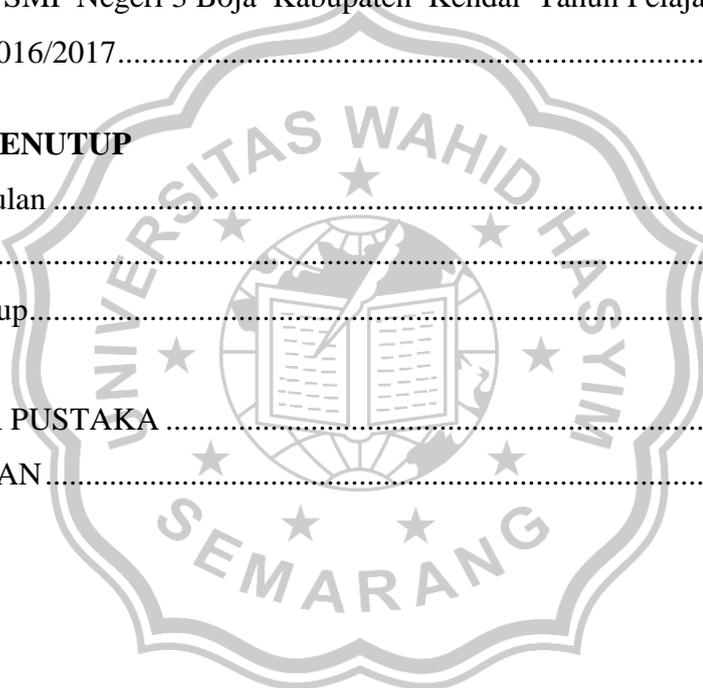 SMP Negeri 3 Boja Kabupaten Kendal Tahun Pelaja
016/2017
ENUTUP
ulan
up
PUSTAKA
AN
UNIVERSITAS WAHID HASYIM
SEMARANG